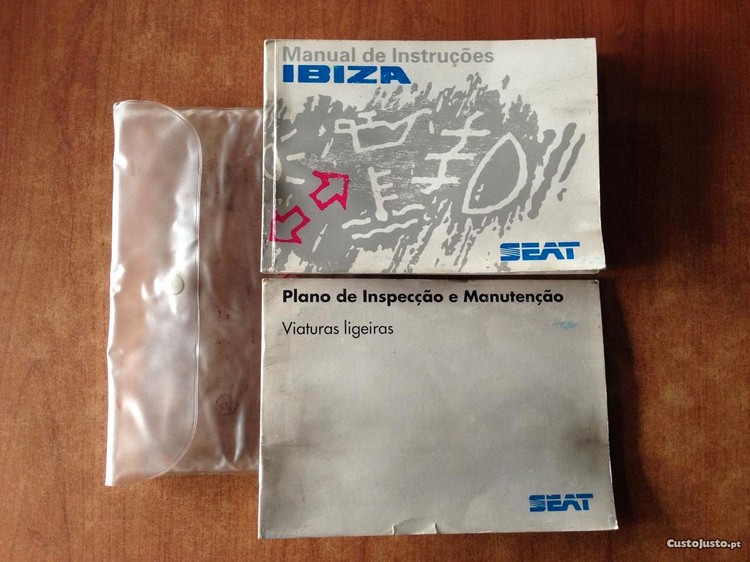 Manual de Instruções
IBIZA
SEAT
Plano de Inspecção e Manutenção
Viaturas ligeiras
SEAT
CustoJusto.pt